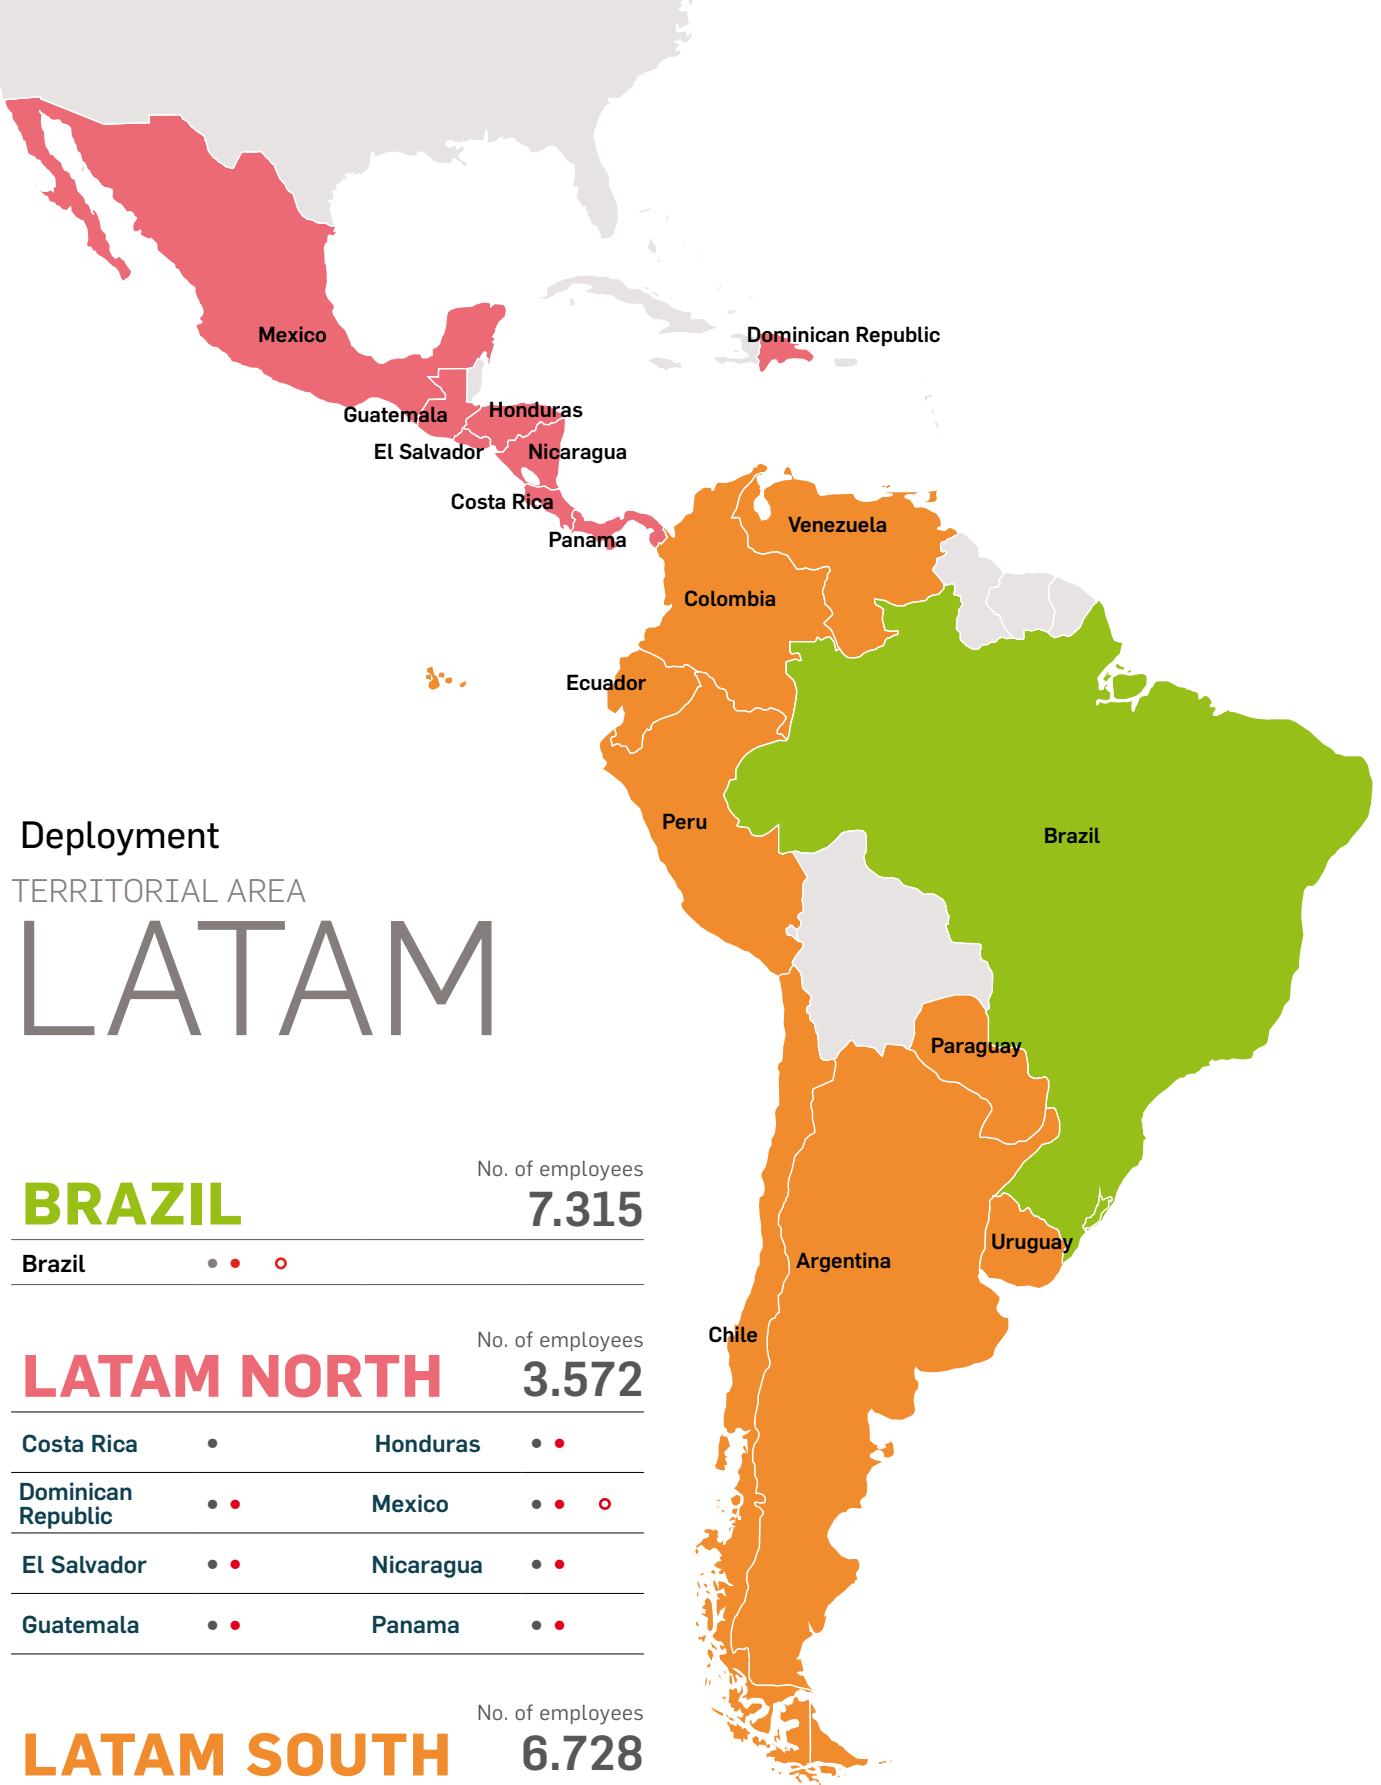 Mexico
Dominican Republic
Guatemala
Honduras
El Salvador
Nicaragua
Costa Rica
Panama
Venezuela
Colombia
Ecuador
Peru
Brazil
Deployment
TERRITORIAL AREA
LATAM
Paraguay
Uruguay
Argentina
Chile
No. of employees
BRAZIL 7.315
Brazil
No. of employees
LATAM NORTH 3.572
Costa Rica Honduras
Dominican
Republic Mexico
El Salvador Nicaragua
Guatemala Panama
No. of employees
LATAM SOUTH 6.728